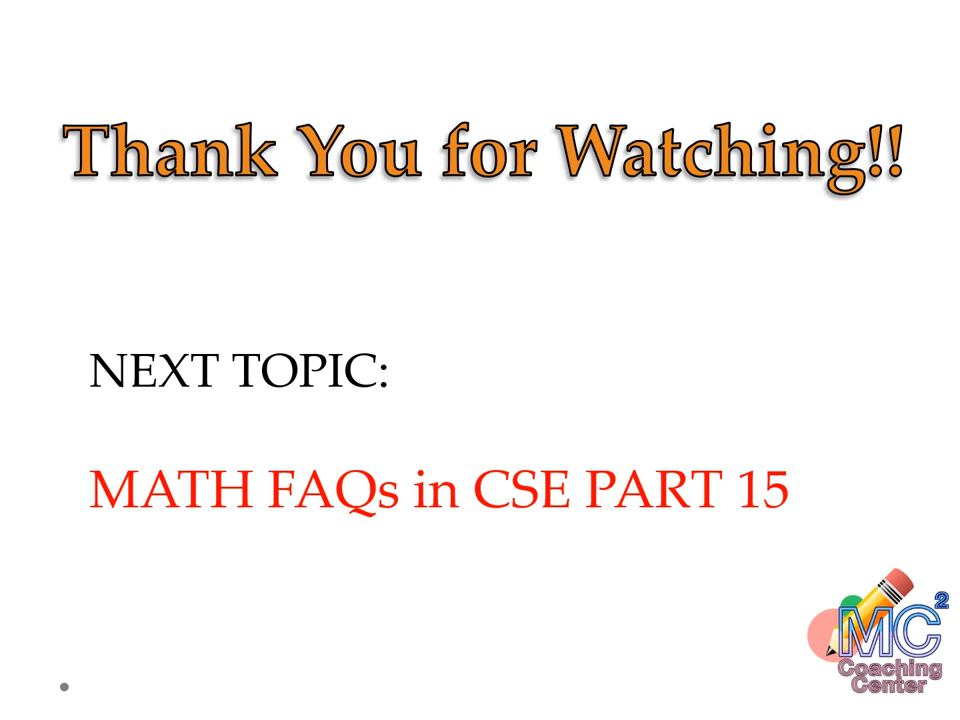 Thank You for Watching!!
NEXT TOPIC:
MATH FAQs in CSE PART 15
MC²
Coaching
Center